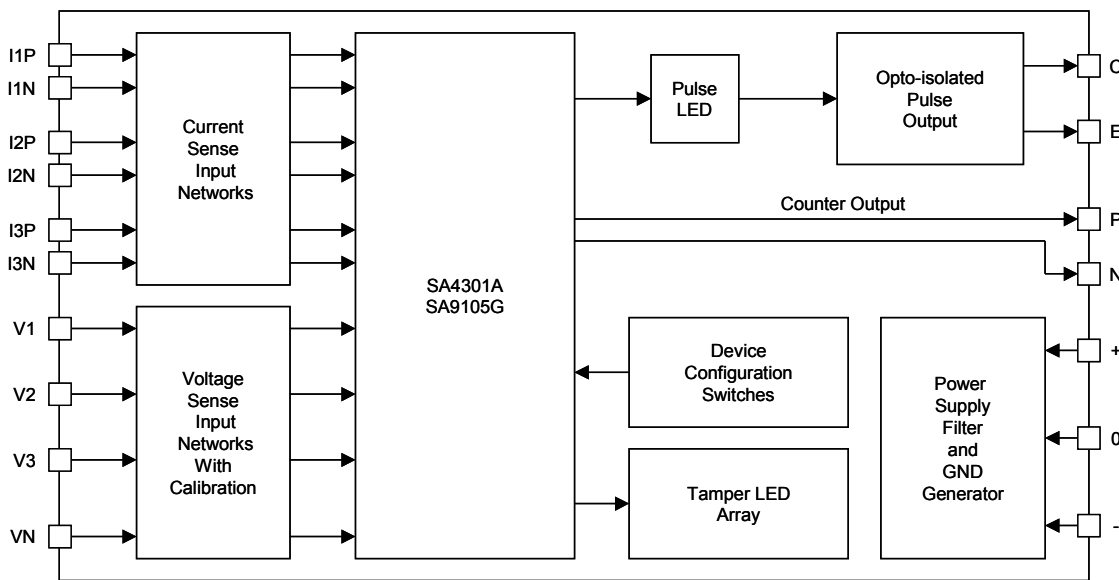 I1P
I1N
I2P
I2N
I3P
I3N
V1
V2
V3
VN
Current
Sense
Input
Networks
Voltage
Sense
Input
Networks
With
Calibration
SA4301A
SA9105G
Pulse
LED
Opto-isolated
Pulse
Output
Counter Output
Device
Configuration
Switches
Tamper LED
Array
Power
Supply
Filter
and
GND
Generator
C
E
P
N
+
0
-